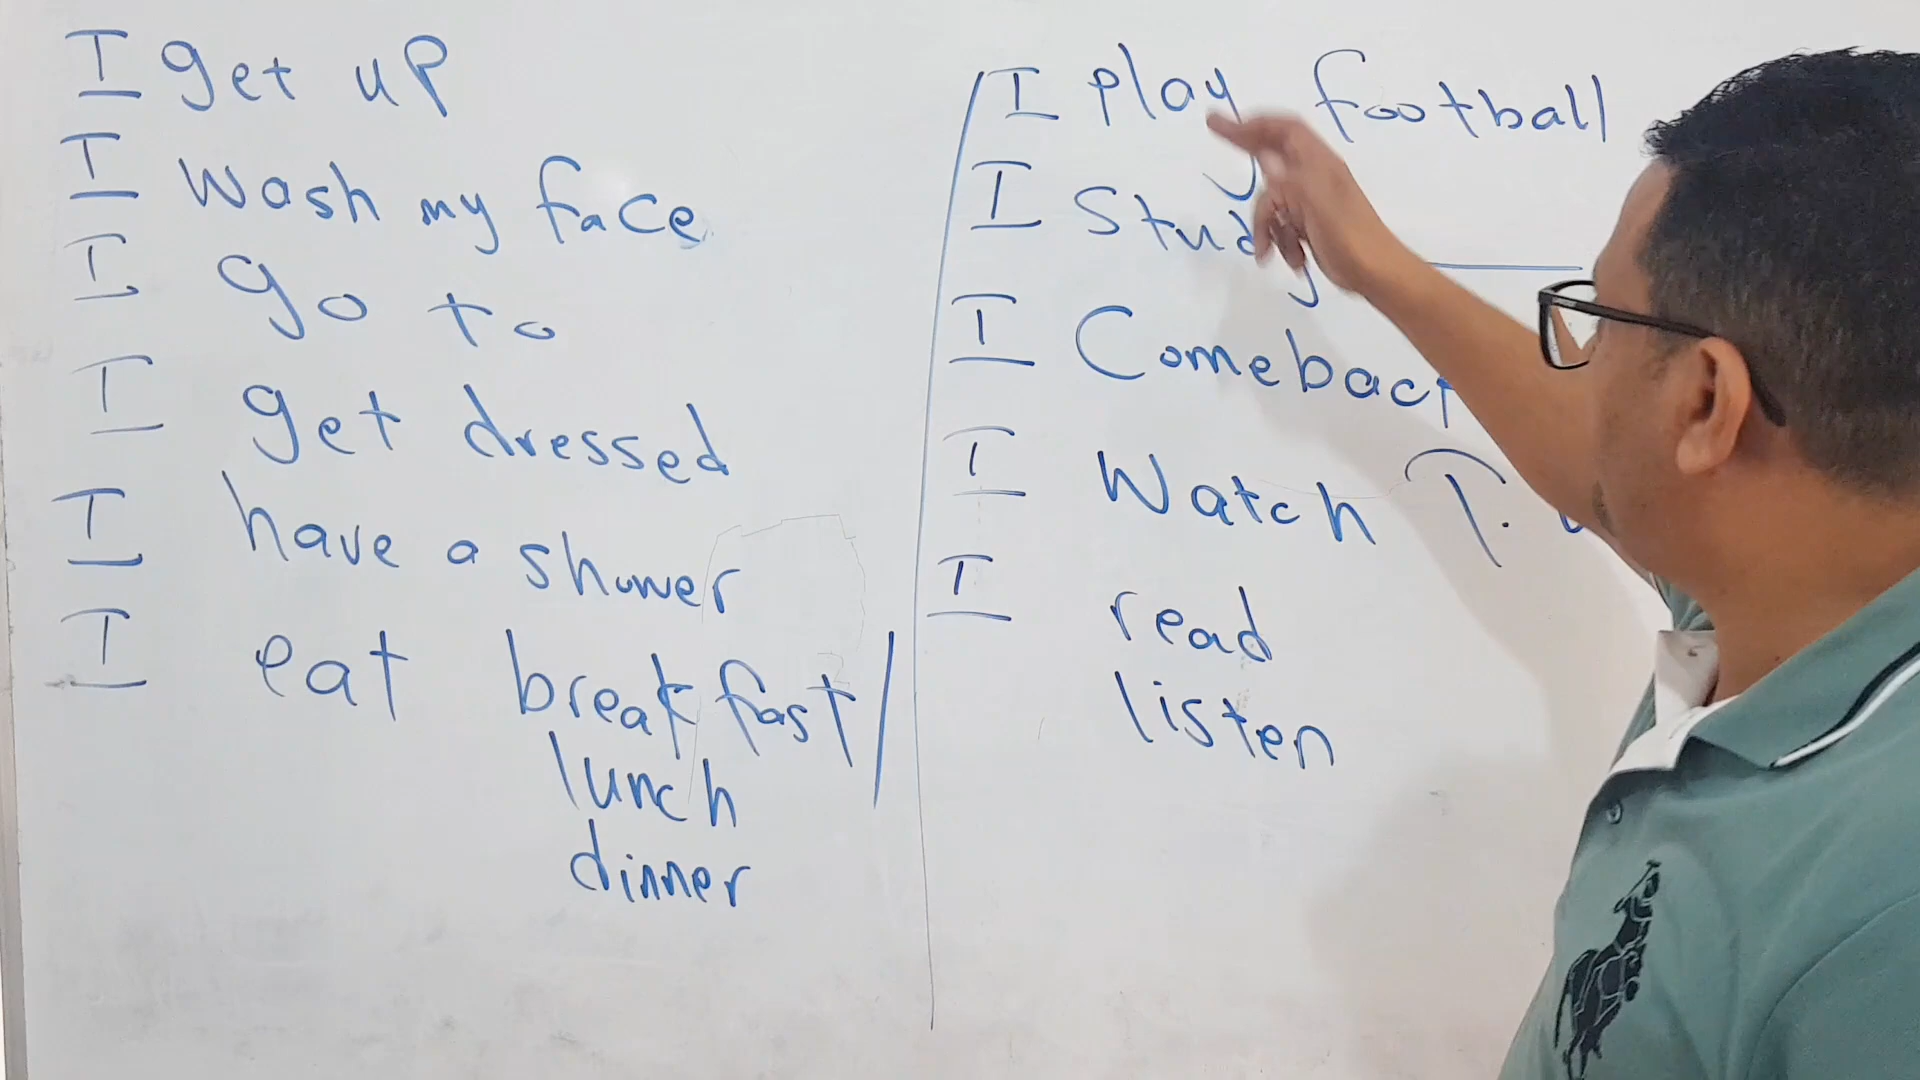 I get up
I wash my face
I go to
I get dressed
I have a shower
I eat breakfast/
lunch
dinner
I play football
I Study
I Comeback
I Watch T.
I read
listen